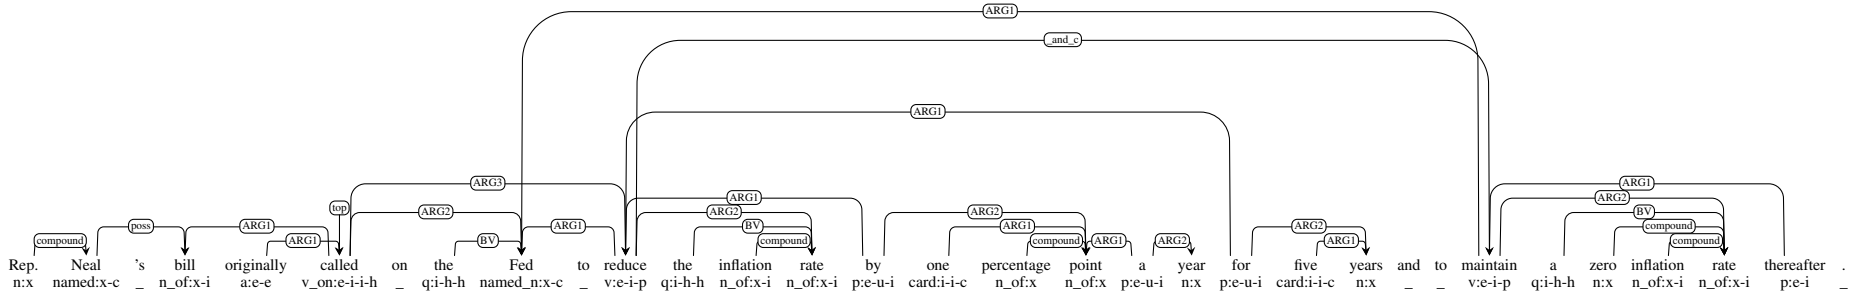 ARG1
_and_c
ARG1
ARG3 ARG1
top ARG1 ARG2
poss ARG1 ARG2 ARG2 ARG2 BV
compound ARG1 BV ARG1 BV ARG1 ARG2 ARG2 compound
compound compound ARG1 ARG1 compound
Rep. Neal 's bill originally called on the Fed to reduce the inflation rate by one percentage point a year for five years and to maintain a zero inflation rate thereafter .
n:x named:x-c _ n_of:x-i a:e-e v_on:e-i-i-h _ q:i-h-h named_n:x-c _ v:e-i-p q:i-h-h n_of:x-i n_of:x-i p:e-u-i card:i-i-c n_of:x n_of:x p:e-u-i n:x p:e-u-i card:i-i-c n:x _ _ v:e-i-p q:i-h-h n:x n_of:x-i n_of:x-i p:e-i _